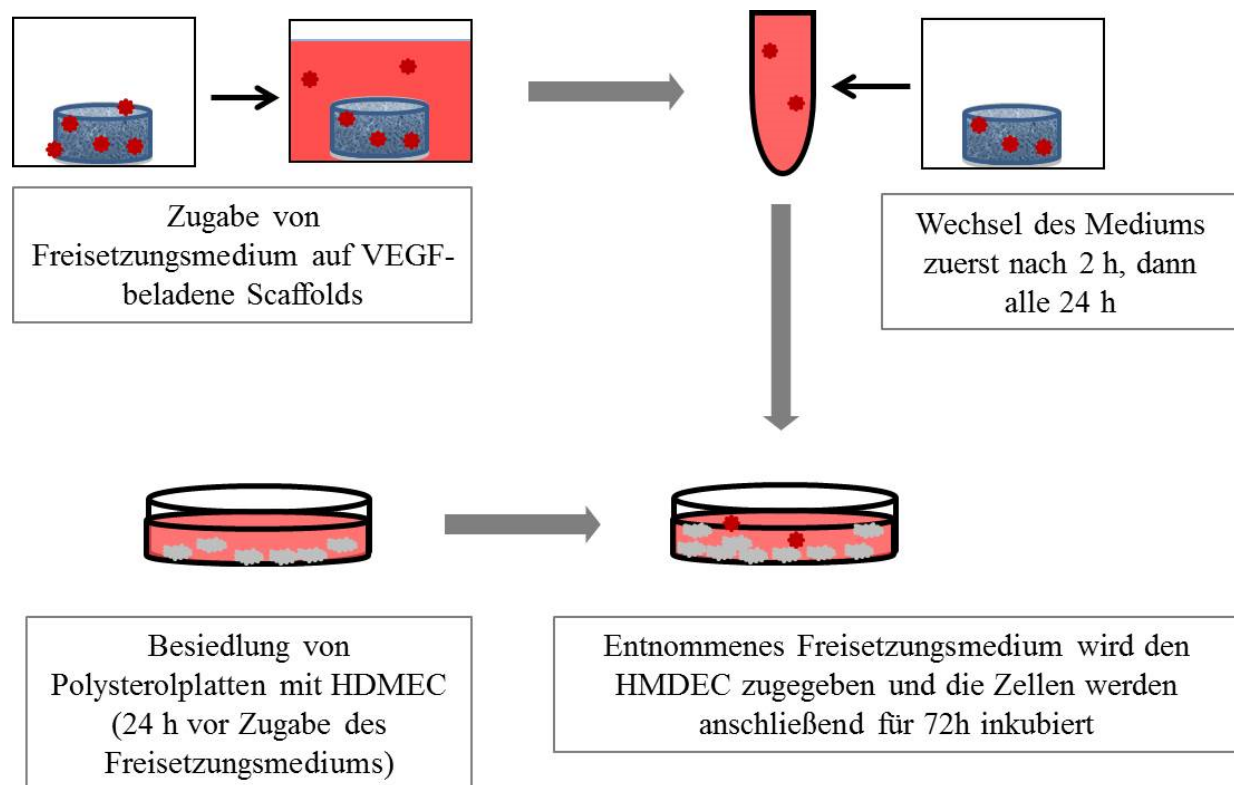 Zugabe von
Freisetzungsmedium auf VEGF-
beladene Scaffolds
Wechsel des Mediums
zuerst nach 2 h, dann
alle 24 h
Besiedlung von
Polysterolplatten mit HDMEC
(24 h vor Zugabe des
Freisetzungsmediums)
Entnommenes Freisetzungsmedium wird den
HMDEC zugegeben und die Zellen werden
anschließend für 72h inkubiert